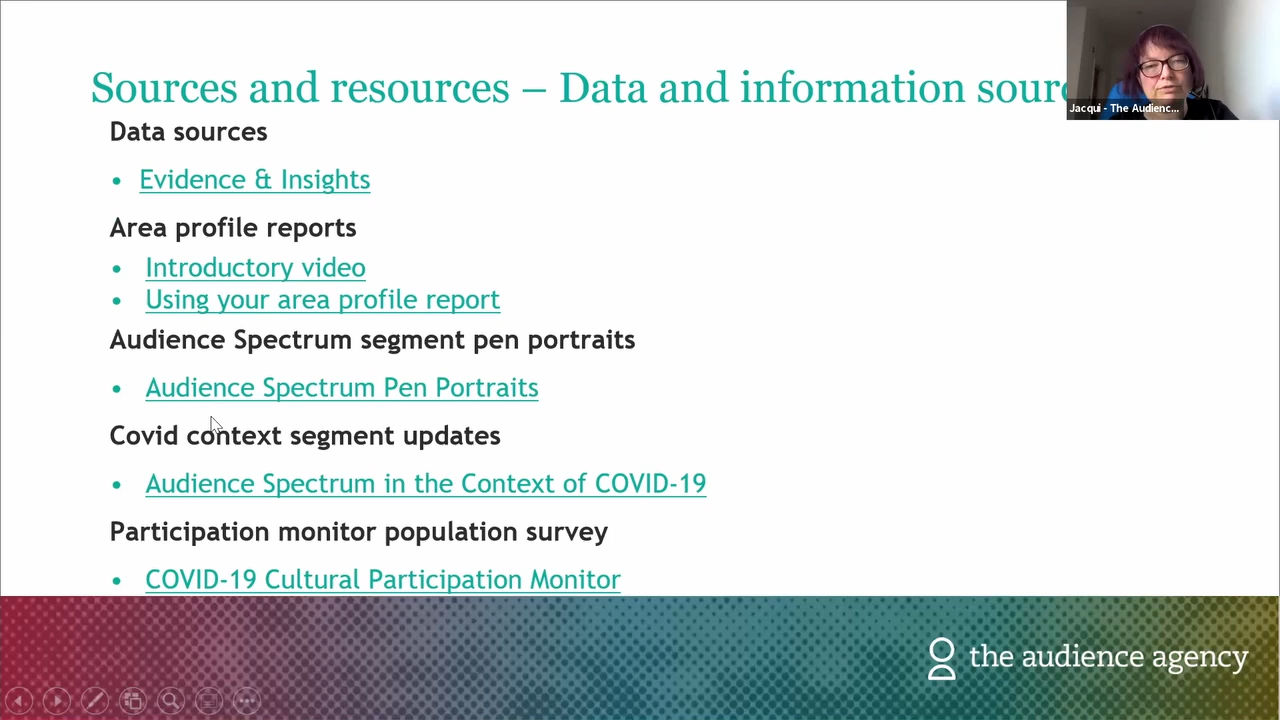 Sources and resources – Data and information sourc
Jacqui - The Audienc...
Data sources
• Evidence & Insights
Area profile reports
• Introductory video
• Using your area profile report
Audience Spectrum segment pen portraits
• Audience Spectrum Pen Portraits
Covid context segment updates
• Audience Spectrum in the Context of COVID-19
Participation monitor population survey
• COVID-19 Cultural Participation Monitor
the audience agency